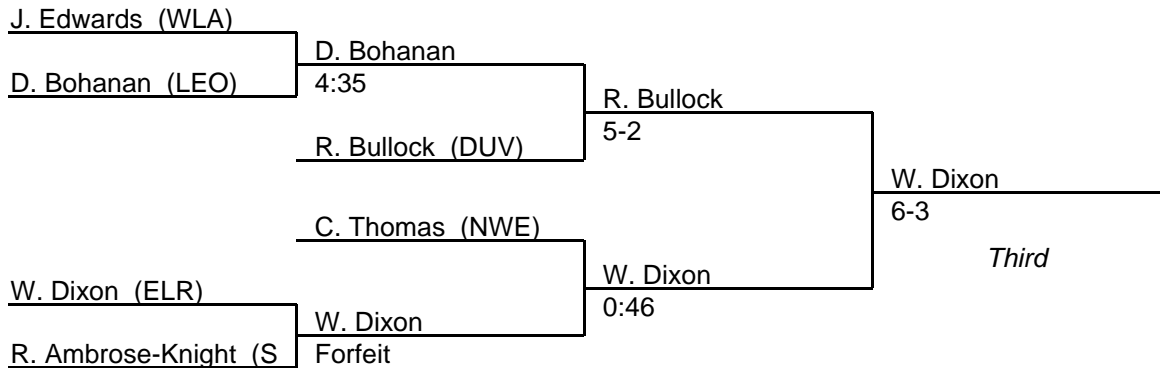 J. Edwards (WLA)
D. Bohanan
D. Bohanan (LEO)
4:35
R. Bullock
5-2
R. Bullock (DUV)
W. Dixon
6-3
C. Thomas (NWE)
Third
W. Dixon (ELR)
W. Dixon
0:46
W. Dixon
R. Ambrose-Knight (S
Forfeit